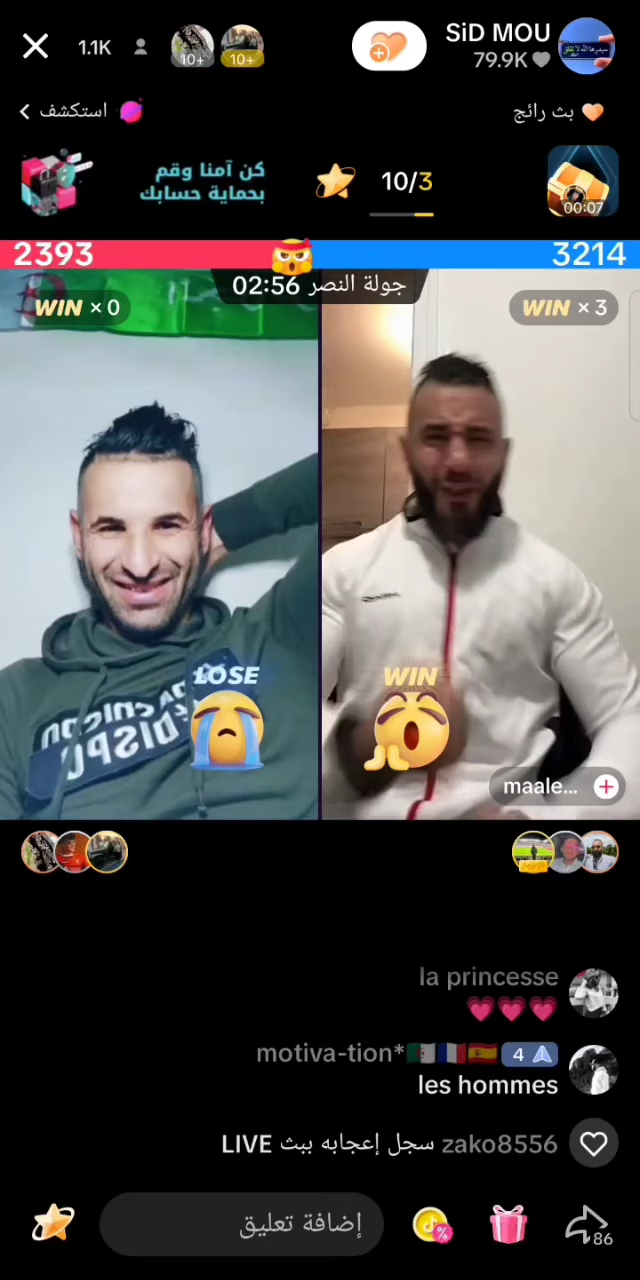 1.1K
10+
10+
SiD MOU
79.9K
استكشف
بث رائج
كن آمنا وقم
بحماية حسابك
10/3
00:07
2393
3214
جولة النصر 02:56
WIN × 0
WIN × 3
LOSE
WIN
maale...
la princesse
motiva-tion*
4
les hommes
zako8556 سجل إعجابه ببث LIVE
إضافة تعليق
86